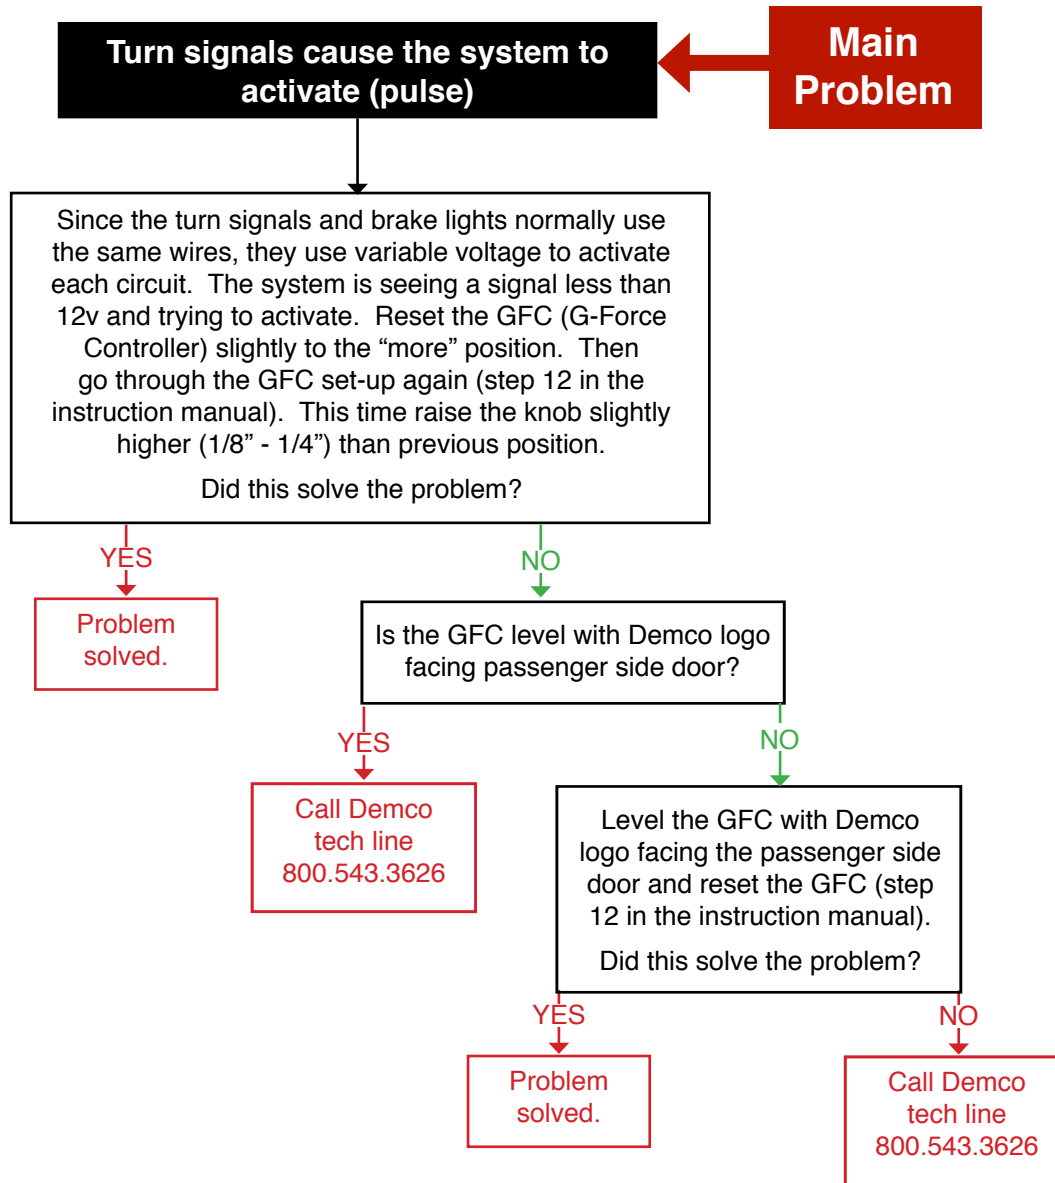 Turn signals cause the system to
activate (pulse)
Main
Problem
Since the turn signals and brake lights normally use
the same wires, they use variable voltage to activate
each circuit.  The system is seeing a signal less than
12v and trying to activate.  Reset the GFC (G-Force
Controller) slightly to the “more” position.  Then
go through the GFC set-up again (step 12 in the
instruction manual).  This time raise the knob slightly
higher (1/8” - 1/4”) than previous position.
Did this solve the problem?
YES
NO
Problem
solved.
Is the GFC level with Demco logo
facing passenger side door?
YES
NO
Call Demco
tech line
800.543.3626
Level the GFC with Demco
logo facing the passenger side
door and reset the GFC (step
12 in the instruction manual).
Did this solve the problem?
YES
NO
Problem
solved.
Call Demco
tech line
800.543.3626